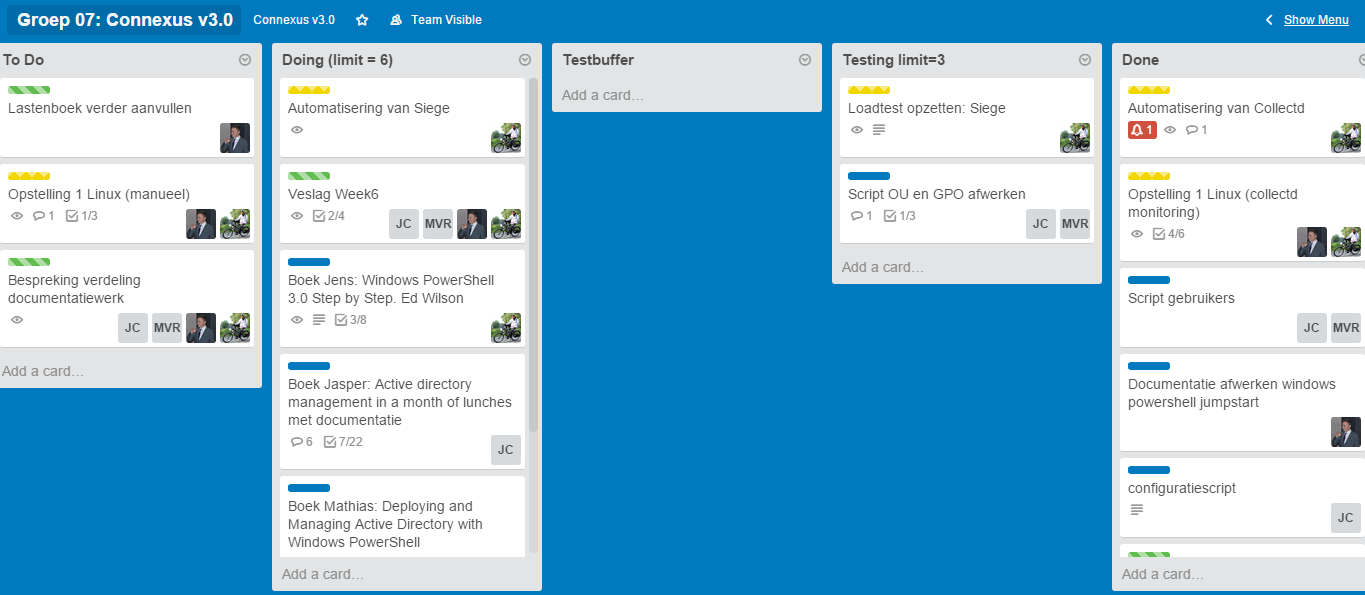 Groep 07: Connexus v3.0
Connexus v3.0
Team Visible
Show Menu
To Do
Lastenboek verder aanvullen
Opstelling 1 Linux (manueel)
1
1/3
Bespreking verdeling
documentatiewerk
JC
MVR
Add a card…
Doing (limit = 6)
Automatisering van Siege
Veslag Week6
2/4
JC
MVR
Boek Jens: Windows PowerShell
3.0 Step by Step. Ed Wilson
3/8
Boek Jasper: Active directory
management in a month of lunches
met documentatie
6
7/22
JC
Boek Mathias: Deploying and
Managing Active Directory with
Windows PowerShell
Add a card…
Testbuffer
Add a card…
Testing limit=3
Loadtest opzetten: Siege
Script OU en GPO afwerken
1
1/3
JC
MVR
Add a card…
Done
Automatisering van Collectd
1
1
Opstelling 1 Linux (collectd
monitoring)
4/6
Script gebruikers
JC
MVR
Documentatie afwerken windows
powershell jumpstart
configuratiescript
JC
Add a card…